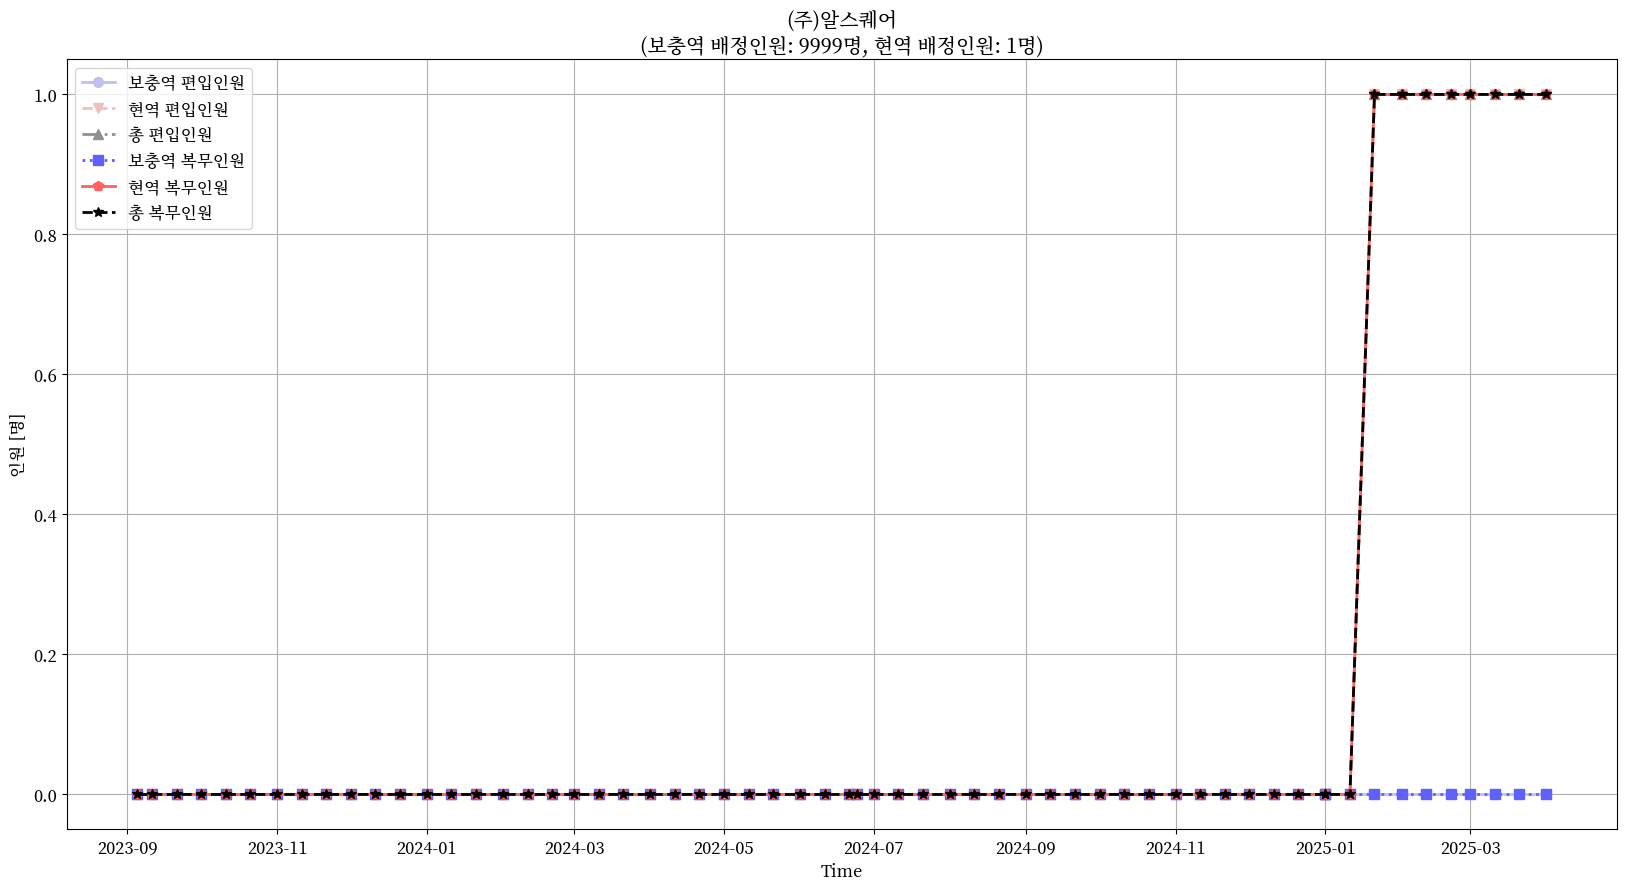 (주)알스퀘어
(보충역 배정인원: 9999명, 현역 배정인원: 1명)
보충역 편입인원
현역 편입인원
총 편입인원
보충역 복무인원
현역 복무인원
총 복무인원
1.0
0.8
0.6
0.4
0.2
0.0
인원 [명]
2023-09 2023-11 2024-01 2024-03 2024-05 2024-07 2024-09 2024-11 2025-01 2025-03
Time